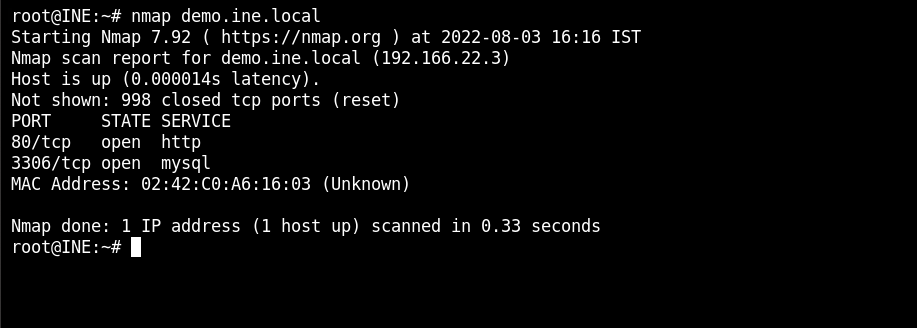 root@INE:~# nmap demo.ine.local
Starting Nmap 7.92 ( https://nmap.org ) at 2022-08-03 16:16 IST
Nmap scan report for demo.ine.local (192.166.22.3)
Host is up (0.000014s latency).
Not shown: 998 closed tcp ports (reset)
PORT     STATE SERVICE
80/tcp   open  http
3306/tcp open  mysql
MAC Address: 02:42:C0:A6:16:03 (Unknown)

Nmap done: 1 IP address (1 host up) scanned in 0.33 seconds
root@INE:~#